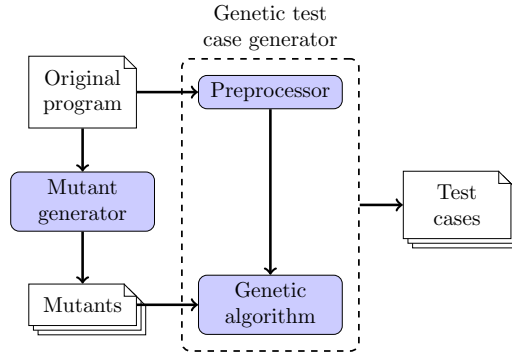 Genetic test
case generator
Original
program
Preprocessor
Mutant
generator
Test
cases
Mutants
Genetic
algorithm